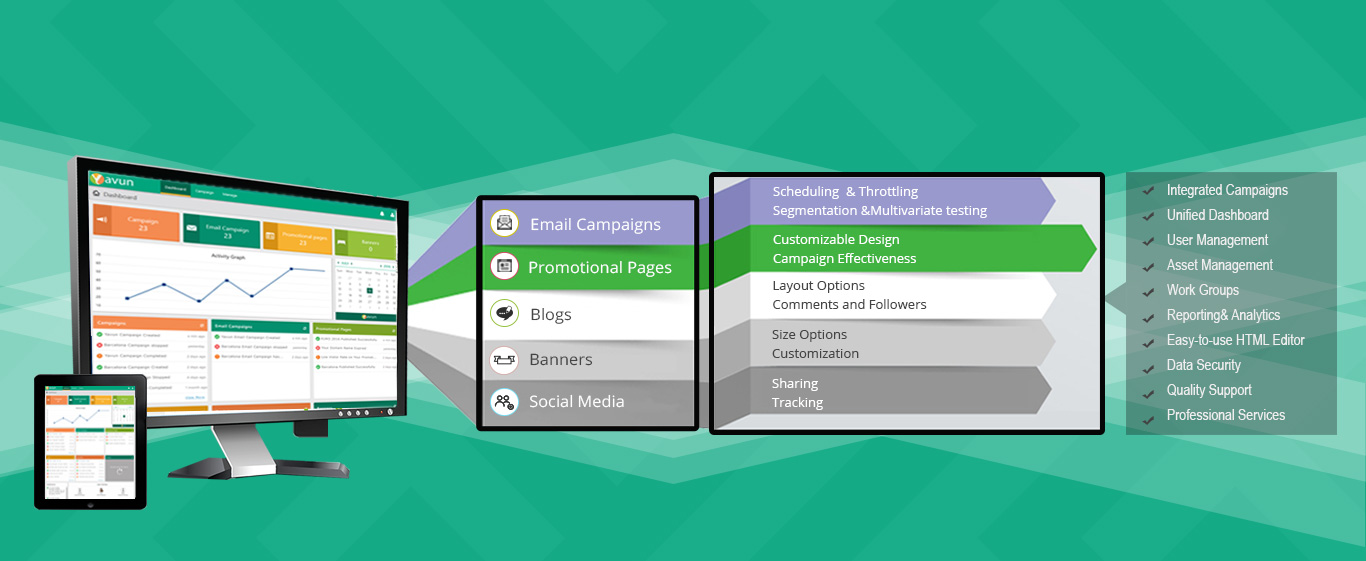 Yavun
Dashboard
Campaign
Manage
Dashboard
Campaign
23
Email Campaign
23
Promotional pages
23
Banners
0
Activity Graph
Campaigns
Email Campaigns
Promotional Pages
Email Campaigns
Promotional Pages
Blogs
Banners
Social Media
Scheduling & Throttling
Segmentation &Multivariate testing
Customizable Design
Campaign Effectiveness
Layout Options
Comments and Followers
Size Options
Customization
Sharing
Tracking
Integrated Campaigns
Unified Dashboard
User Management
Asset Management
Work Groups
Reporting& Analytics
Easy-to-use HTML Editor
Data Security
Quality Support
Professional Services